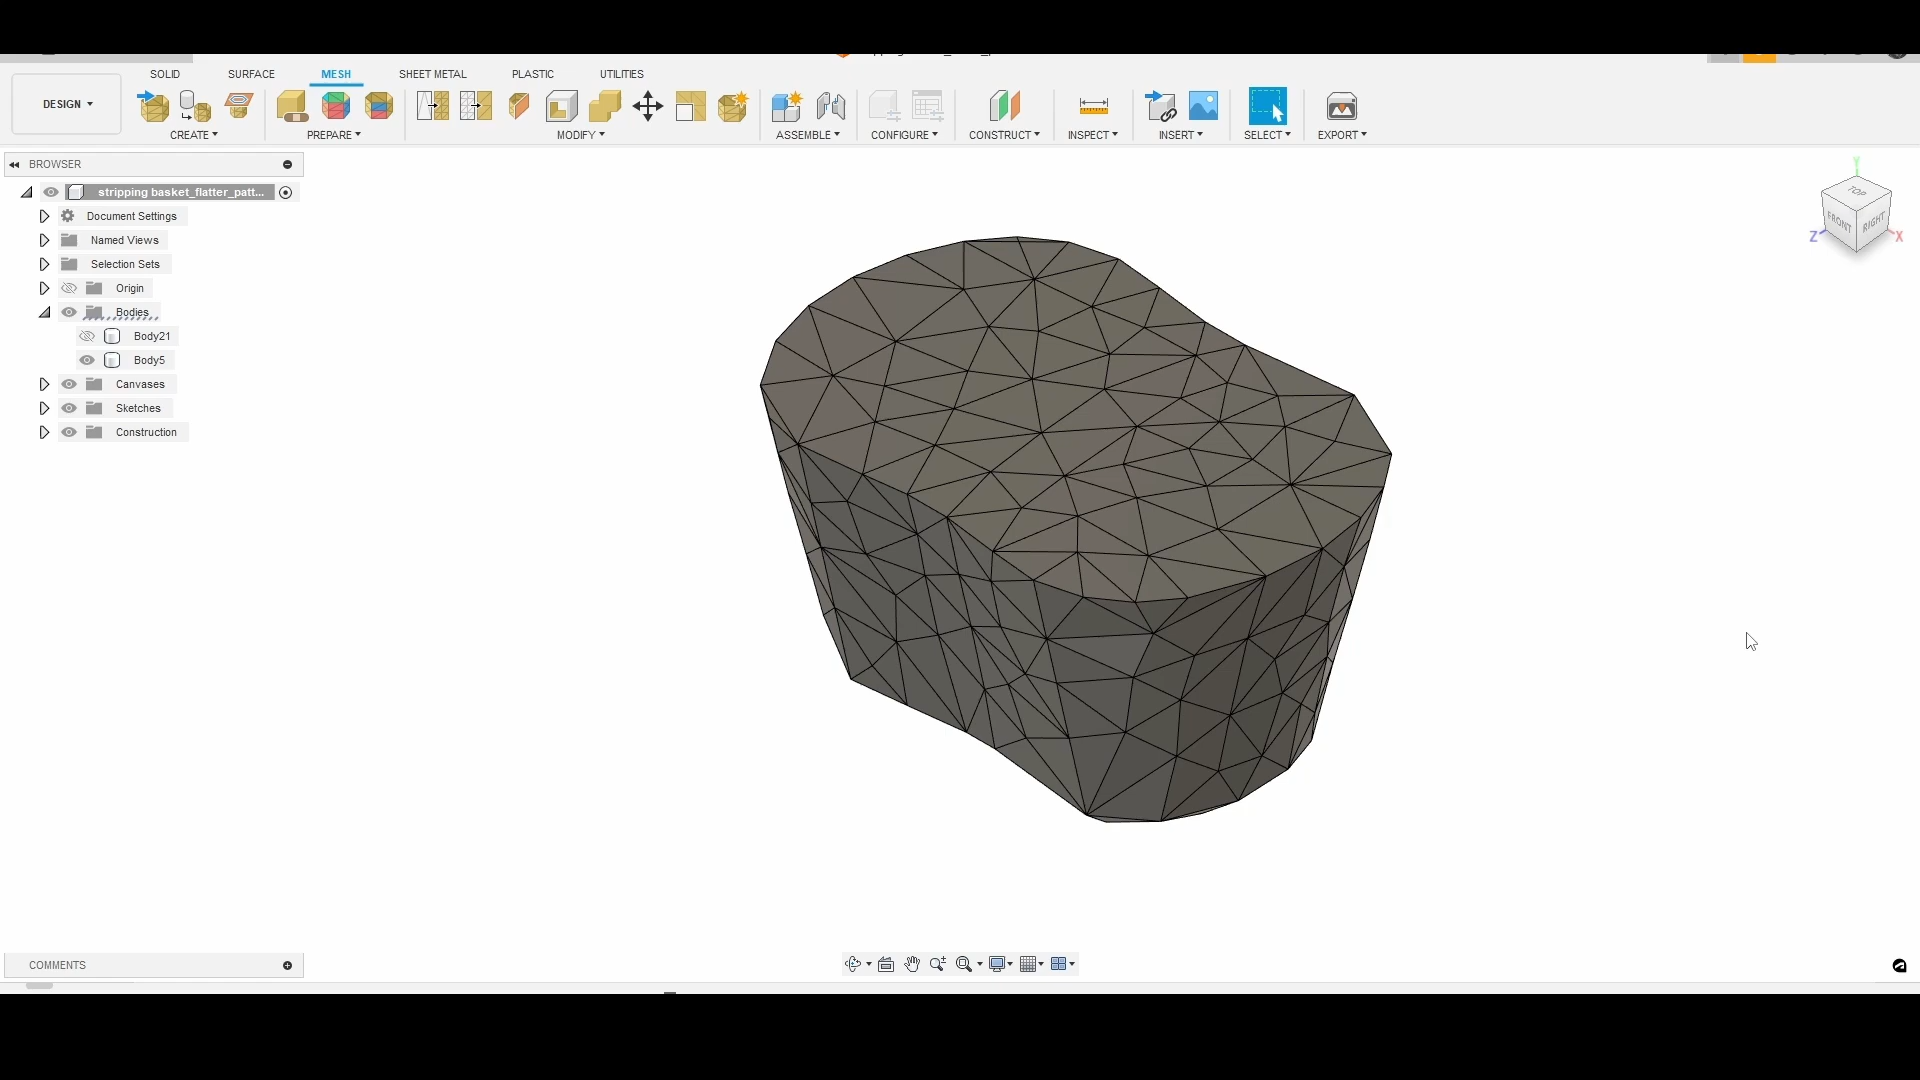 SOLID SURFACE MESH SHEET METAL PLASTIC UTILITIES
DESIGN
CREATE PREPARE MODIFY ASSEMBLE CONFIGURE CONSTRUCT INSPECT INSERT SELECT EXPORT
BROWSER
stripping basket_flatter_patt...
Document Settings
Named Views
Selection Sets
Origin
Bodies
Body21
Body5
Canvases
Sketches
Construction
Y
TOP
FRONT RIGHT
Z X
COMMENTS